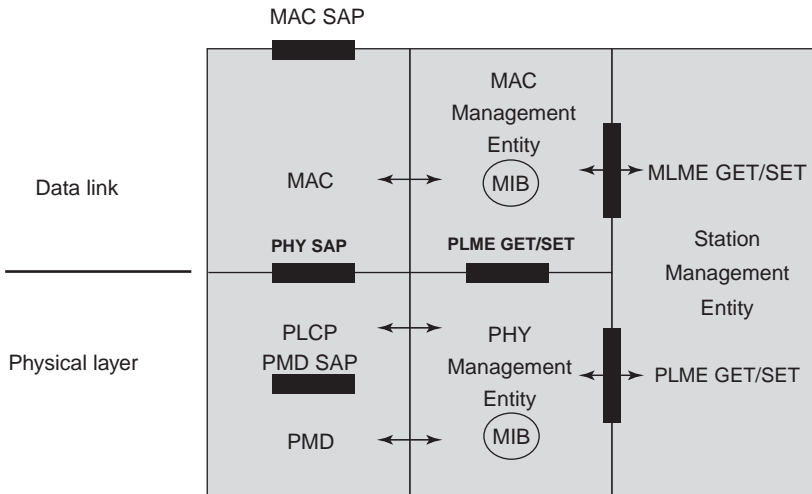 MAC SAP
MAC
Management
Entity
MIB
Data link
MAC
MLME GET/SET
PHY SAP
PLME GET/SET
Station
Management
Entity
PLCP
PMD SAP
Physical layer
PHY
Management
Entity
MIB
PLME GET/SET
PMD